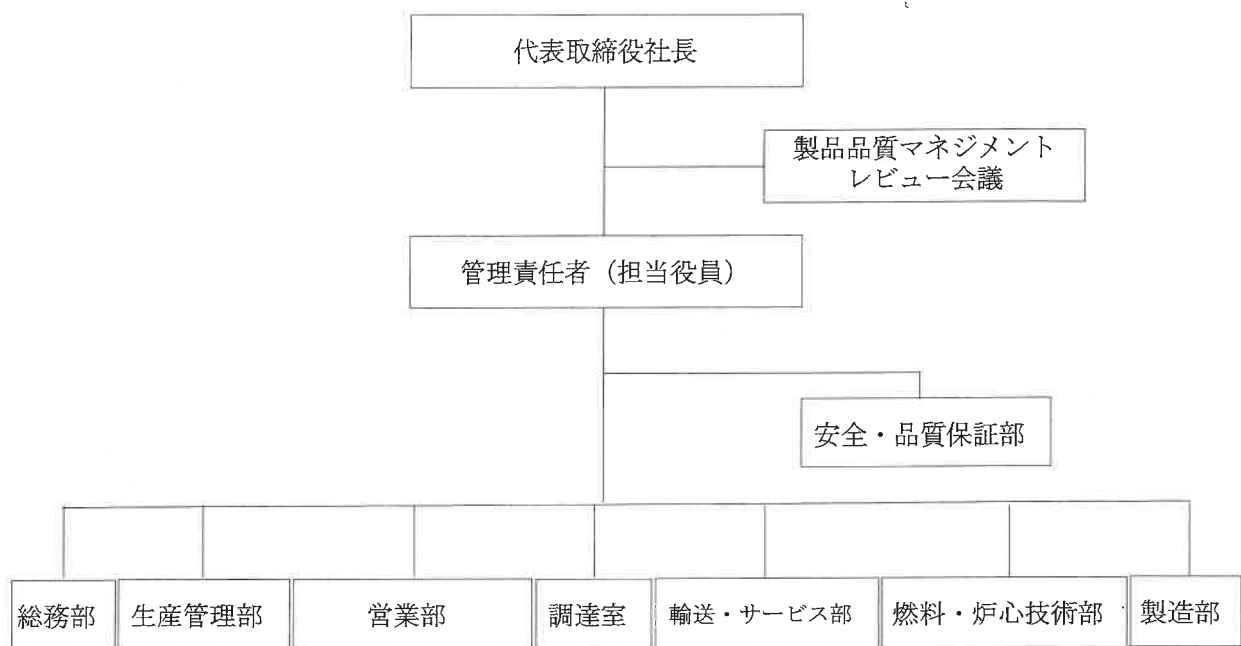 代表取締役社長
製品品質マネジメント
レビュー会議
管理責任者（担当役員）
安全・品質保証部
総務部
生産管理部
営業部
調達室
輸送・サービス部
燃料・炉心技術部
製造部